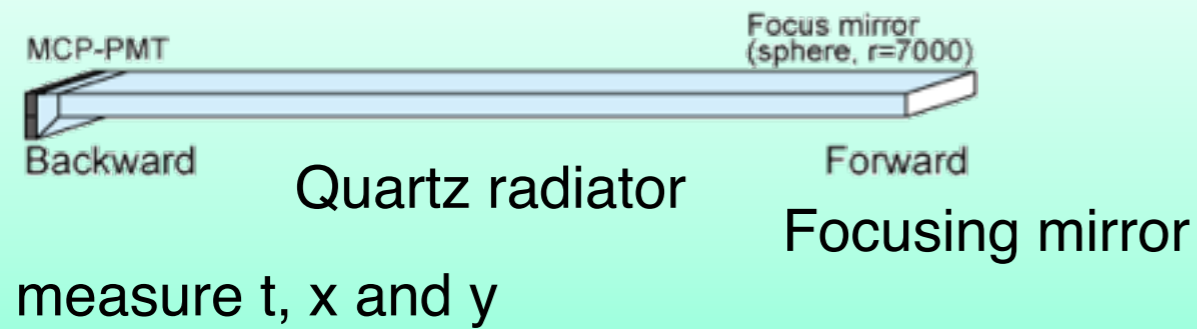 MCP-PMT
Focus mirror
(sphere, r=7000)
Backward
Forward
Quartz radiator
Focusing mirror
measure t, x and y